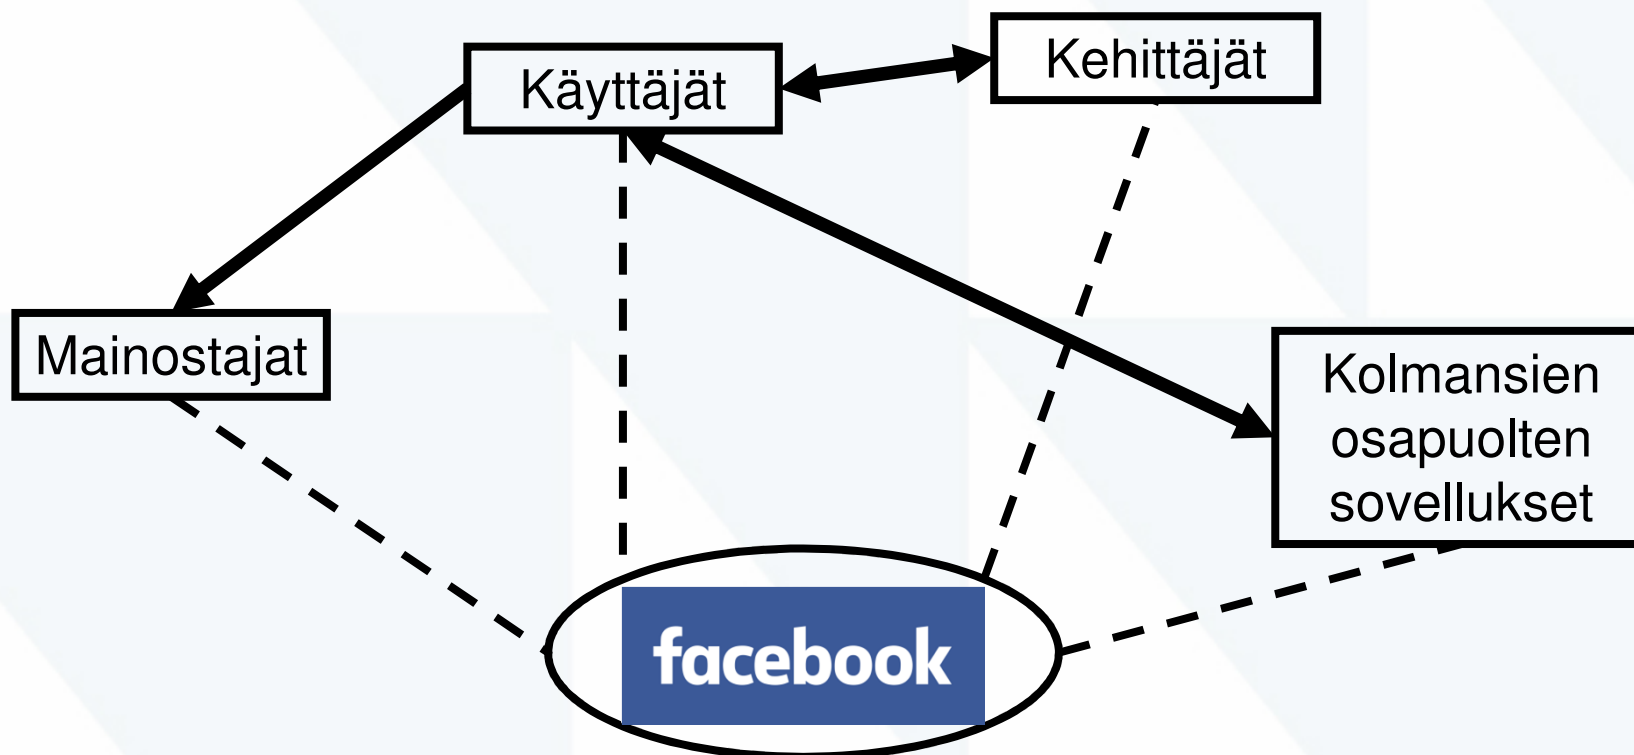 Käyttäjät
Kehittäjät
Mainostajat
Kolmansien
osapuolten
sovellukset
facebook